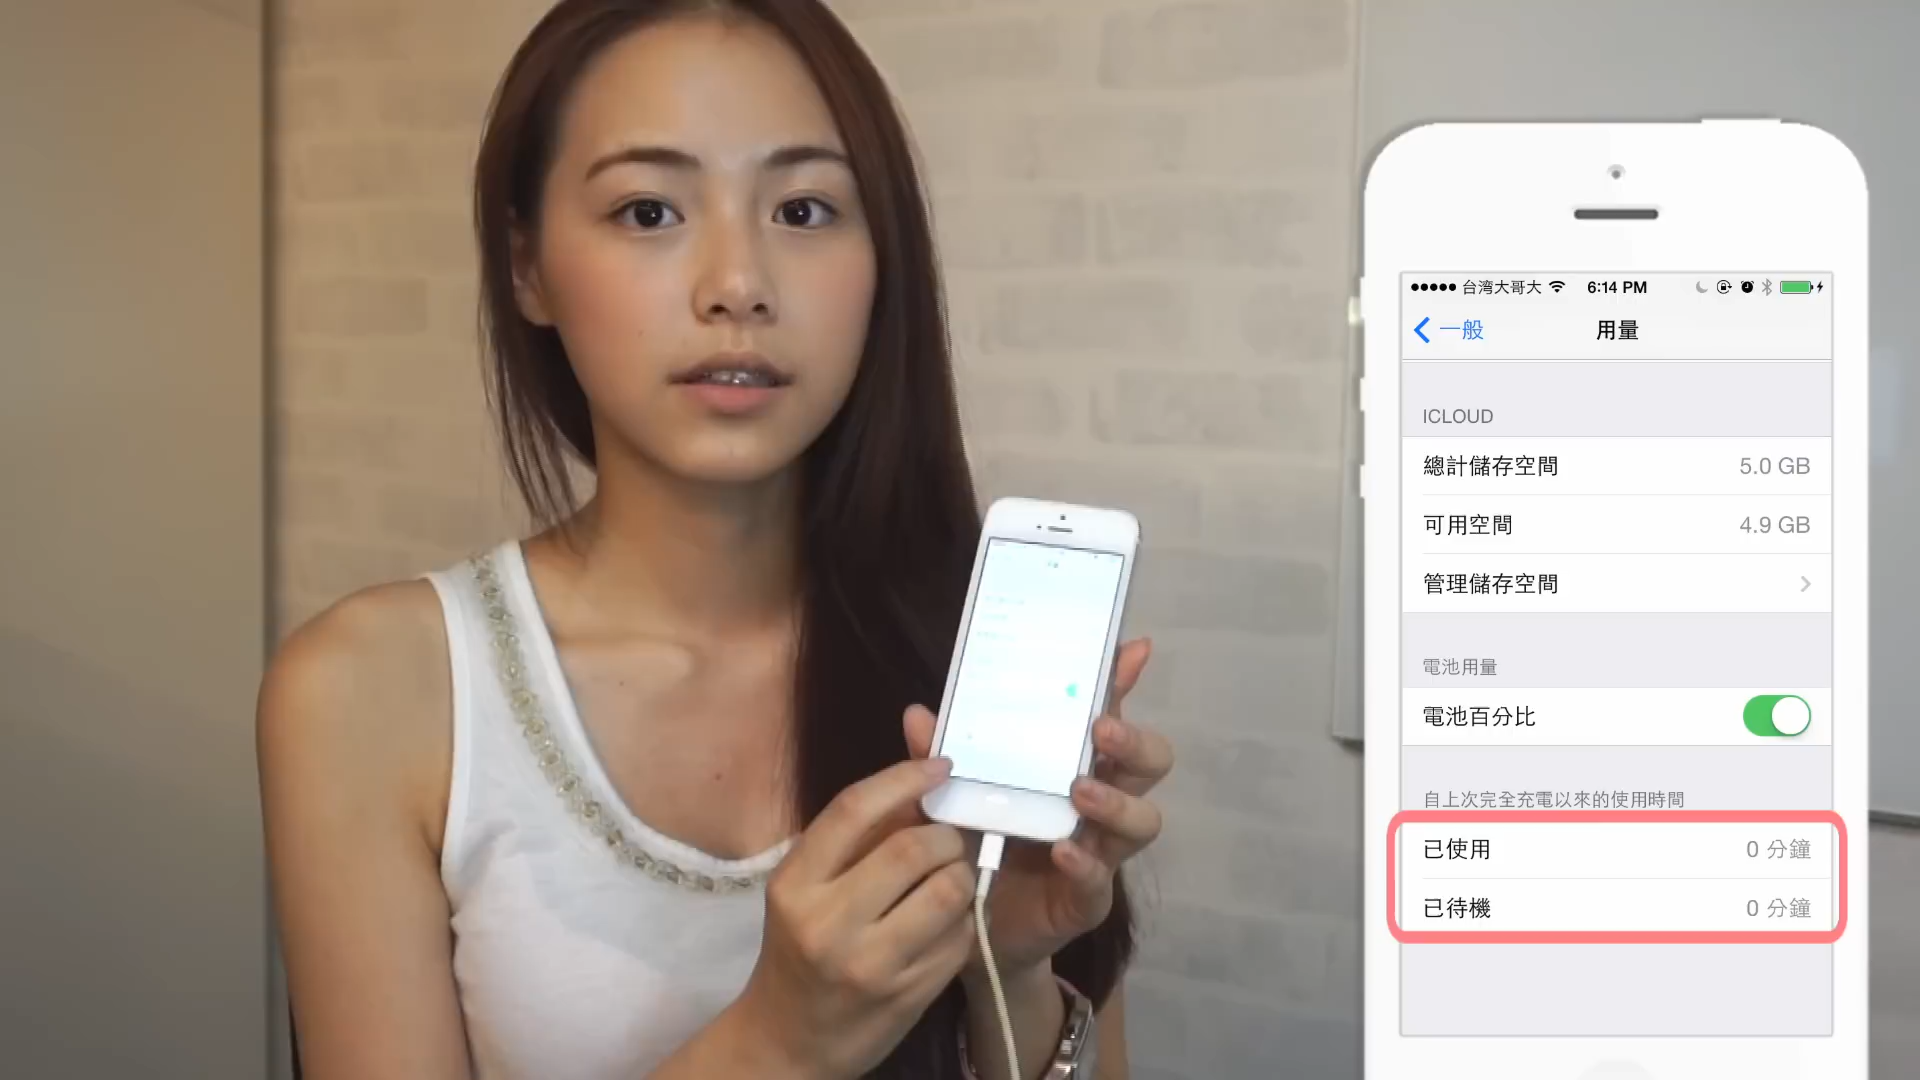 台湾大哥大 6:14 PM
一般 用量
ICLOUD
總計儲存空間 5.0 GB
可用空間 4.9 GB
管理儲存空間
電池用量
電池百分比
自上次完全充電以來的使用時間
已使用 0 分鐘
已待機 0 分鐘